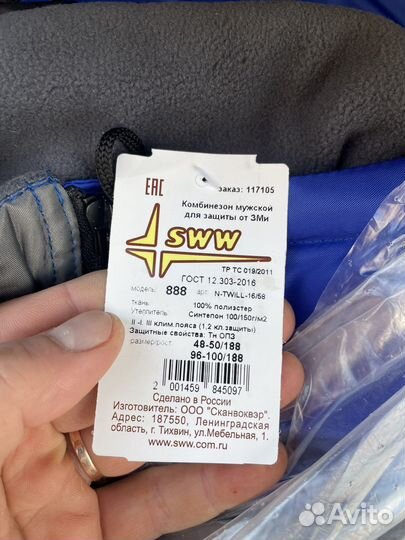 EAC
заказ: 117105
Комбинезон мужской
для защиты от ЗМи
SWW
ТР ТС 019/2011
ГОСТ 12.303-2016
модель: 888 арт. N-TWILL-16/58
ткань: 100% полиэстер
Утеплитель: Синтепон 100/150г/м2
II -I. III клим.пояса (1,2 кл.защиты)
Защитные свойства: Тн ОПЗ
размер/рост: 48-50/188
96-100/188
2 001459 845097
Сделано в России
Изготовитель: ООО "Сканвоквэр".
Адрес: 187550, Ленинградская
область, г. Тихвин, ул.Мебельная, 1.
www.sww.com.ru
Avito